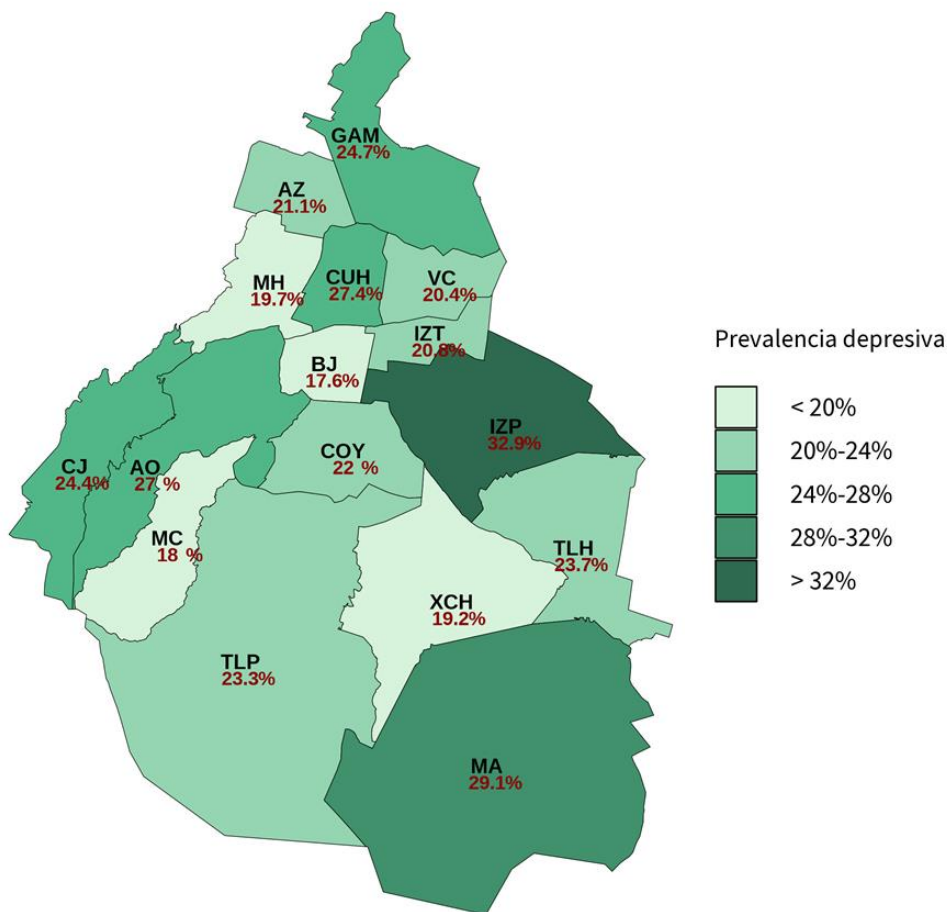 GAM
24.7%
AZ
21.1%
MH
19.7%
CUH
27.4%
VC
20.4%
IZT
20.8%
BJ
17.6%
IZP
32.9%
COY
22 %
CJ
24.4%
AO
27 %
MC
18 %
TLH
23.7%
XCH
19.2%
TLP
23.3%
MA
29.1%
Prevalencia depresiva
< 20%
20%-24%
24%-28%
28%-32%
> 32%